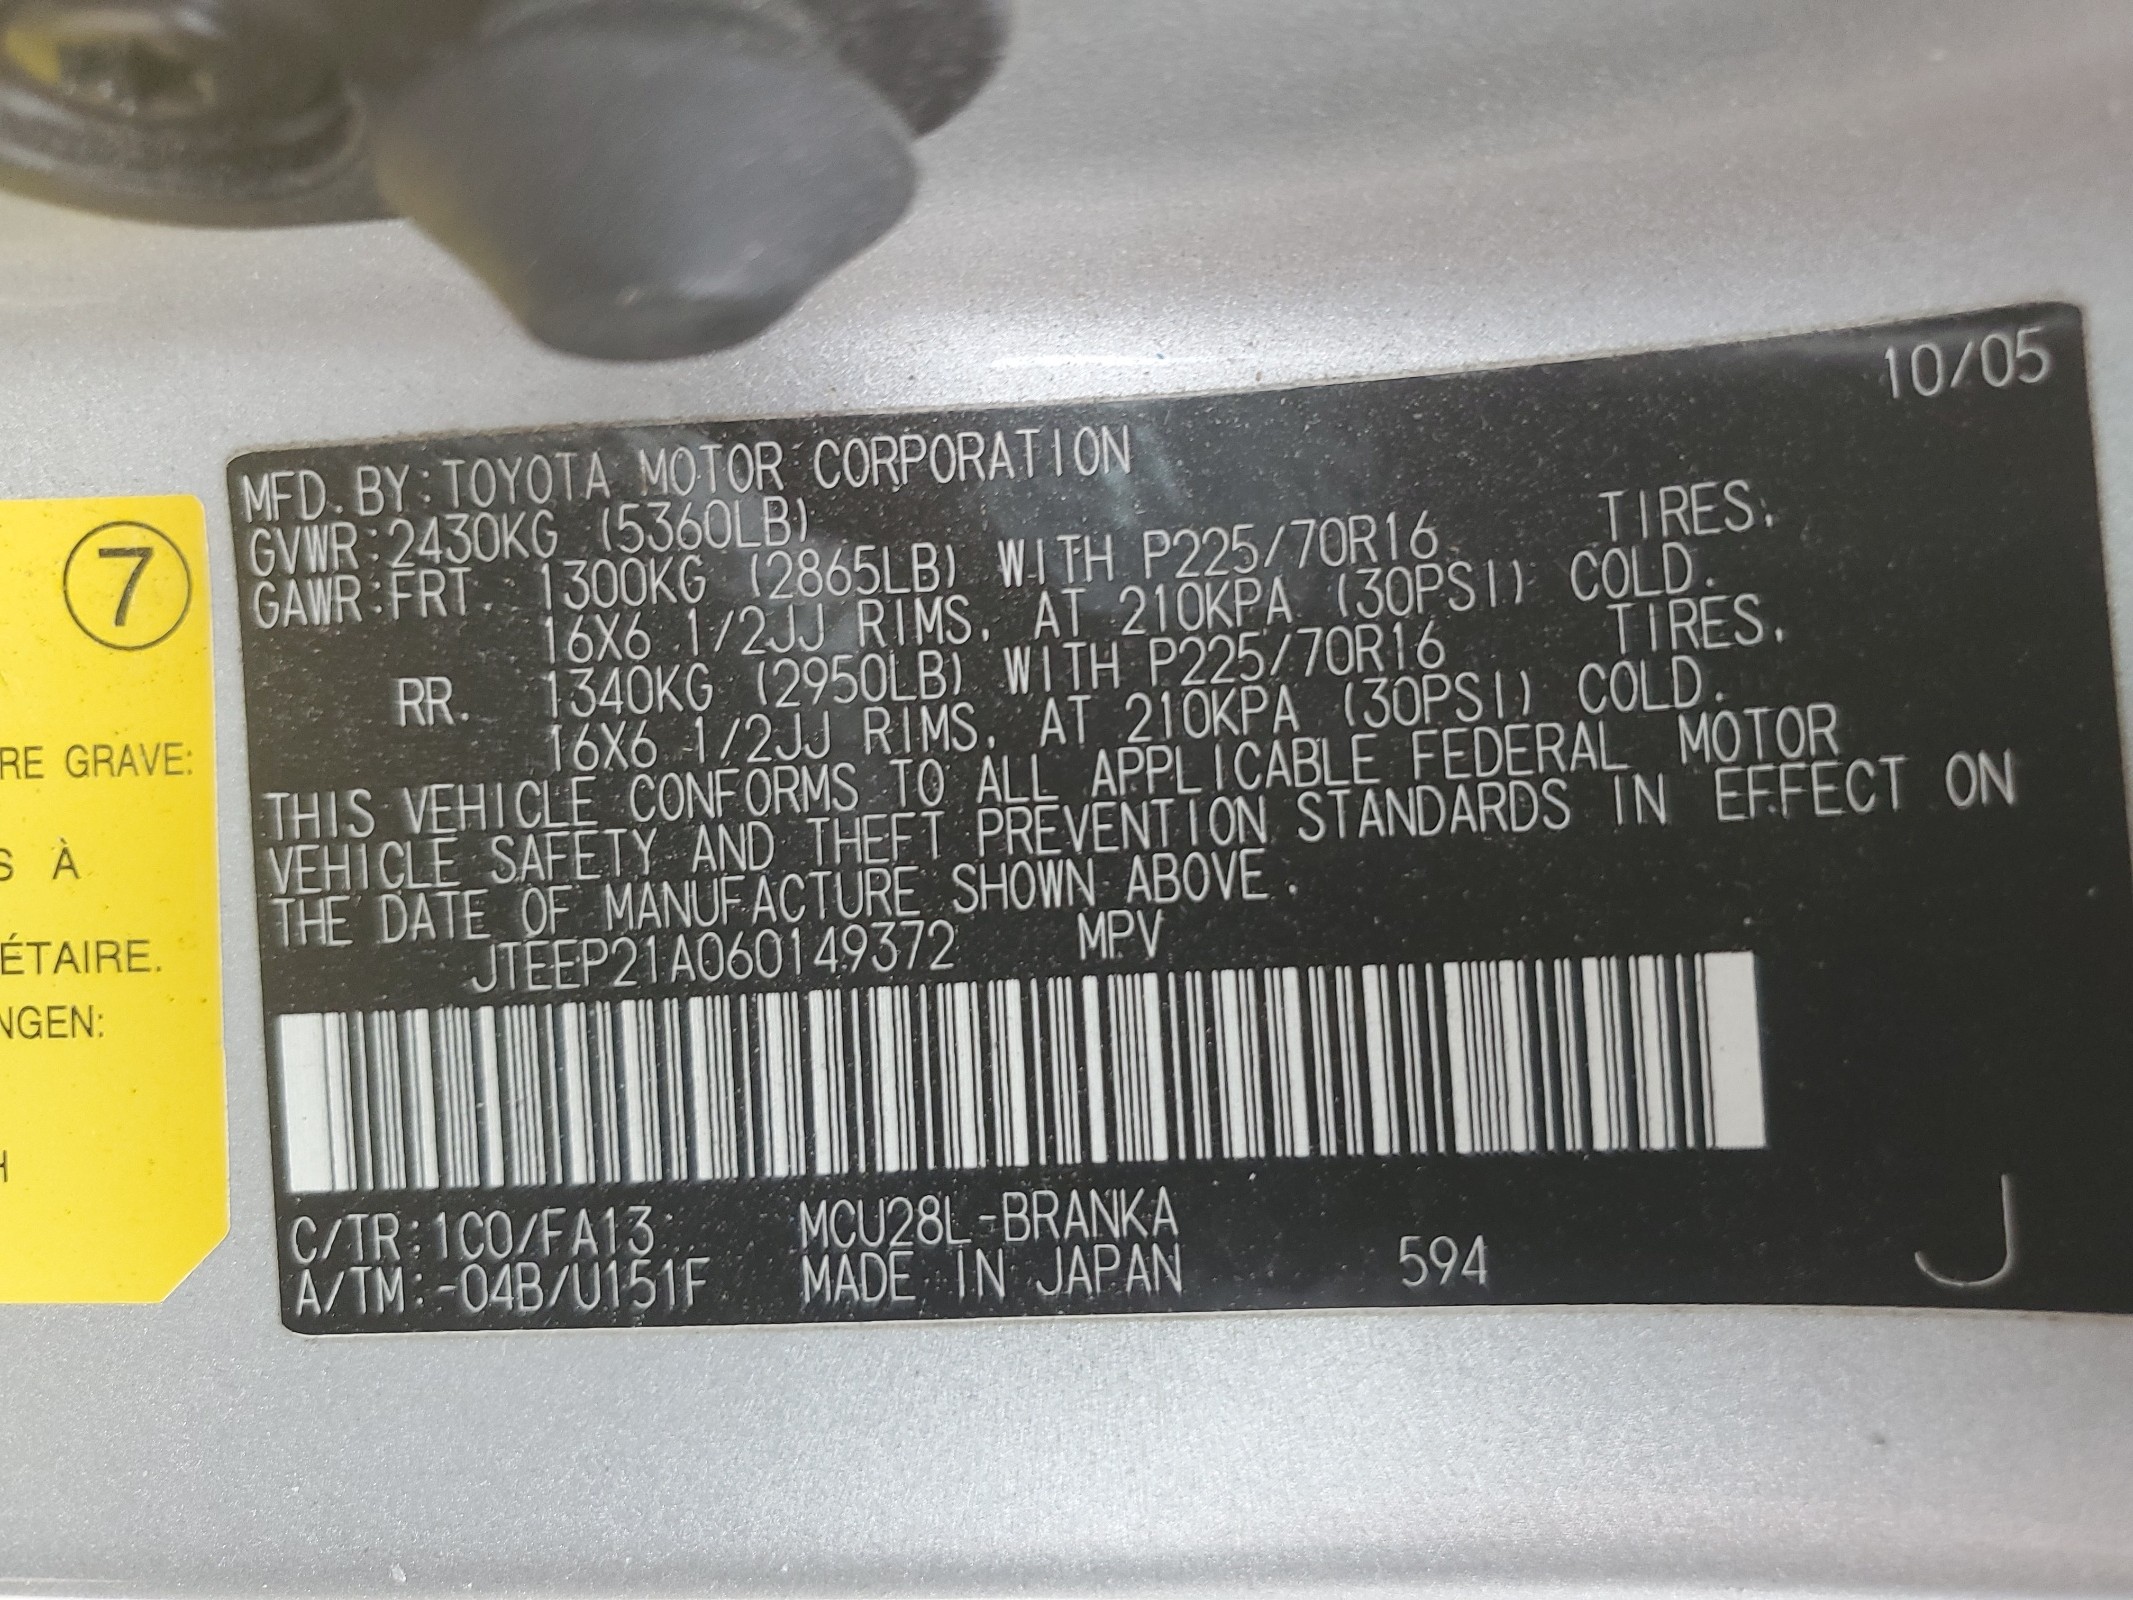 10/05
MFD. BY: TOYOTA MOTOR CORPORATION
GVWR: 2430KG (5360LB)
GAWR: FRT. 1300KG (2865LB) WITH P225/70R16 TIRES,
16X6 1/2JJ RIMS, AT 210KPA (30PSI) COLD.
RR. 1340KG (2950LB) WITH P225/70R16 TIRES,
16X6 1/2JJ RIMS, AT 210KPA (30PSI) COLD.
THIS VEHICLE CONFORMS TO ALL APPLICABLE FEDERAL MOTOR
VEHICLE SAFETY AND THEFT PREVENTION STANDARDS IN EFFECT ON
THE DATE OF MANUFACTURE SHOWN ABOVE.
JTEEP21A060149372 MPV
C/TR: 1C0/FA13 MCU28L-BRANKA
A/TM: -04B/U151F MADE IN JAPAN 594 J
7
RE GRAVE:
S À
ÉTAIRE.
NGEN:
H